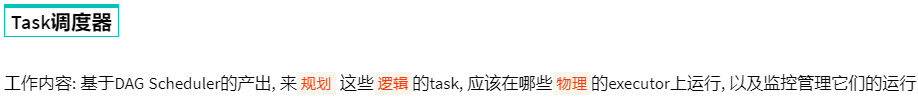 Task调度器
工作内容: 基于DAG Scheduler的产出, 来 规划 这些 逻辑 的task, 应该在哪些 物理 的executor上运行, 以及监控管理它们的运行